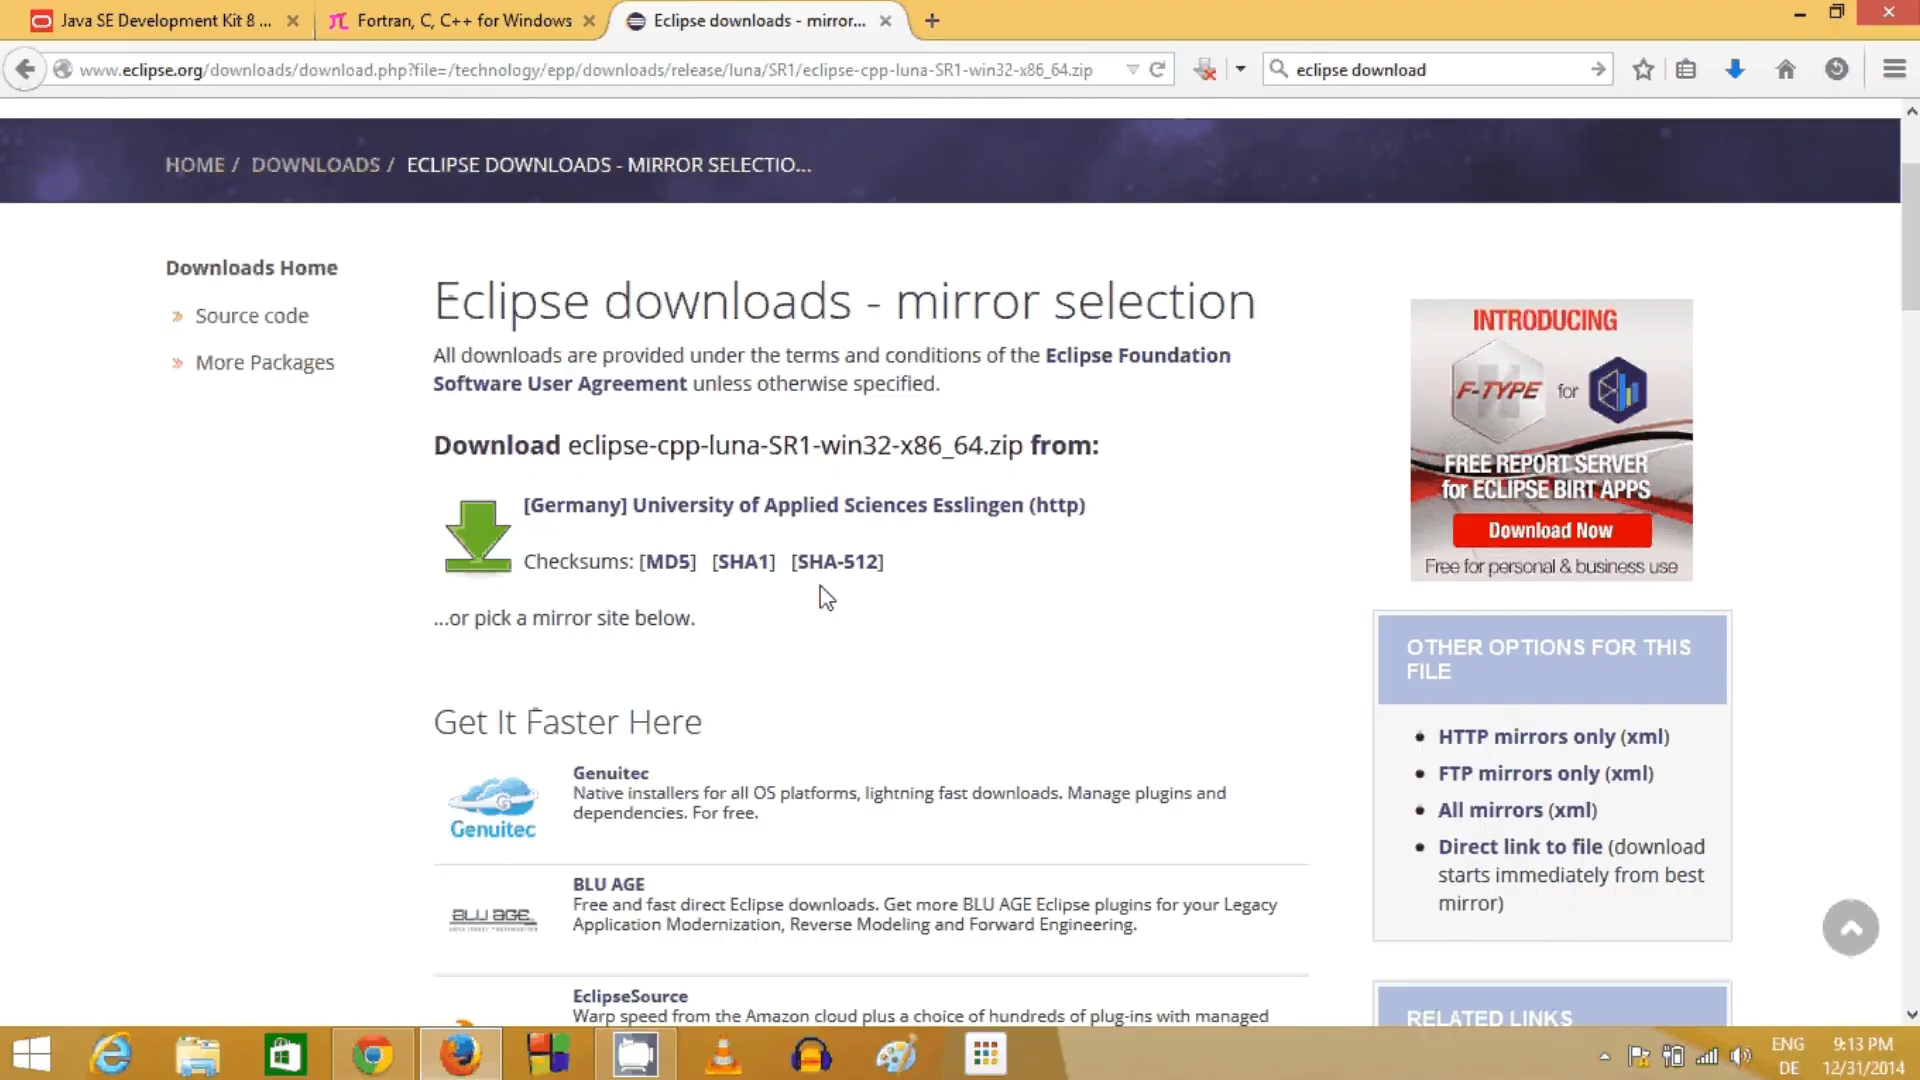 Java SE Development Kit 8 ...
Fortran, C, C++ for Windows
Eclipse downloads - mirror...
www.eclipse.org/downloads/download.php?file=/technology/epp/downloads/release/luna/SR1/eclipse-cpp-luna-SR1-win32-x86_64.zip
eclipse download
HOME / DOWNLOADS / ECLIPSE DOWNLOADS - MIRROR SELECTIO...
Downloads Home
Source code
More Packages
Eclipse downloads - mirror selection
All downloads are provided under the terms and conditions of the Eclipse Foundation
Software User Agreement unless otherwise specified.
Download eclipse-cpp-luna-SR1-win32-x86_64.zip from:
[Germany] University of Applied Sciences Esslingen (http)
Checksums: [MD5] [SHA1] [SHA-512]
...or pick a mirror site below.
Get It Faster Here
Genuitec
Genuitec
Native installers for all OS platforms, lightning fast downloads. Manage plugins and
dependencies. For free.
BLU AGE
BLU AGE
Free and fast direct Eclipse downloads. Get more BLU AGE Eclipse plugins for your Legacy
Application Modernization, Reverse Modeling and Forward Engineering.
EclipseSource
Warp speed from the Amazon cloud plus a choice of hundreds of plug-ins with managed
INTRODUCING
F-TYPE for
FREE REPORT SERVER
for ECLIPSE BIRT APPS
Download Now
Free for personal & business use
OTHER OPTIONS FOR THIS
FILE
HTTP mirrors only (xml)
FTP mirrors only (xml)
All mirrors (xml)
Direct link to file (download
starts immediately from best
mirror)
RELATED LINKS
ENG
DE
9:13 PM
12/31/2014